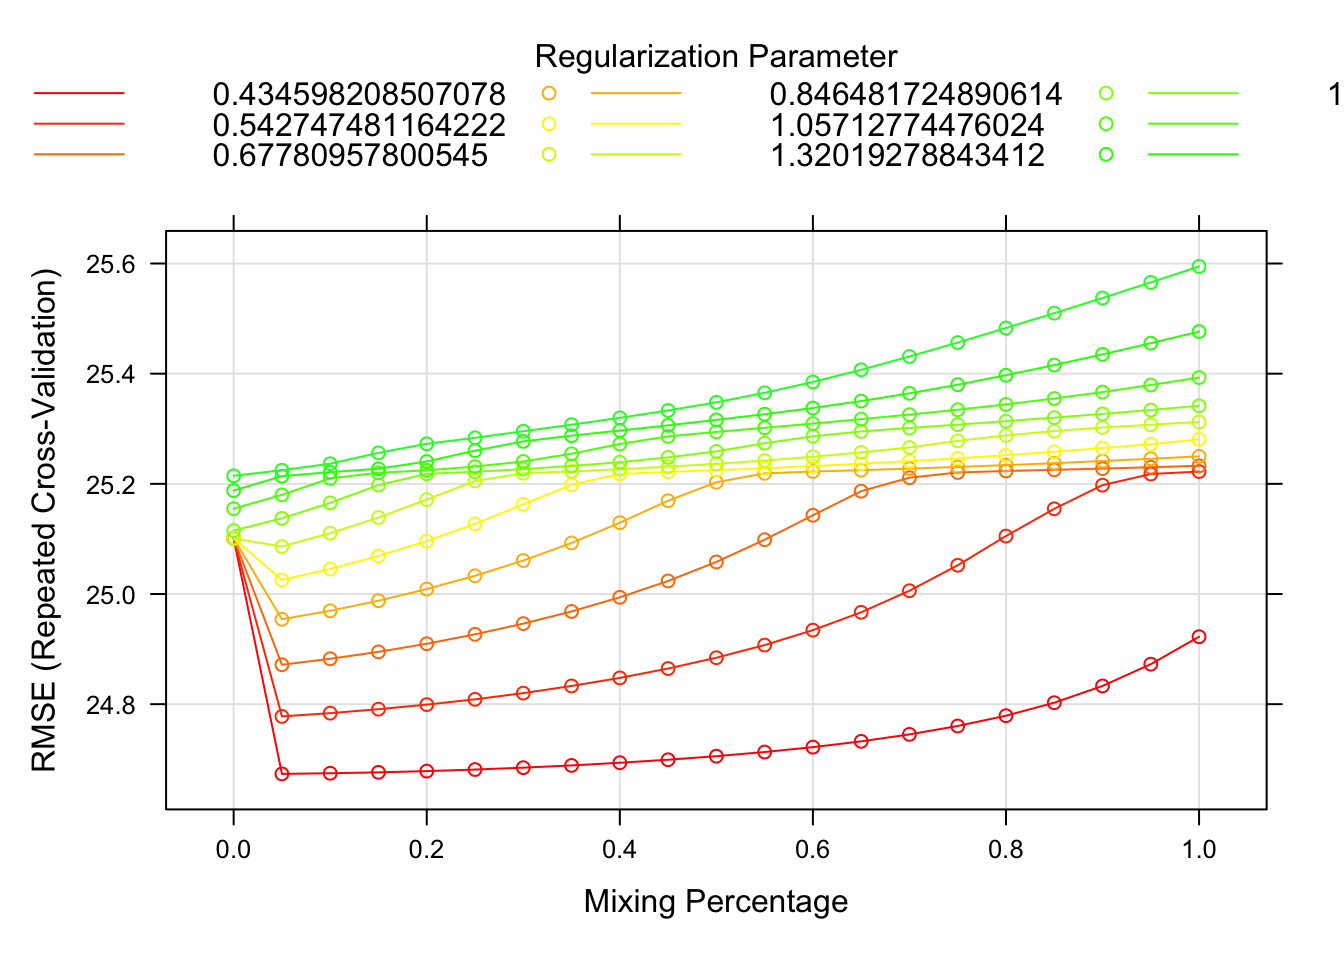 Regularization Parameter
0.434598208507078 0.846481724890614 1
0.542747481164222 1.05712774476024
0.67780957800545 1.32019278843412
RMSE (Repeated Cross-Validation)
25.6
25.4
25.2
25.0
24.8
0.0 0.2 0.4 0.6 0.8 1.0
Mixing Percentage